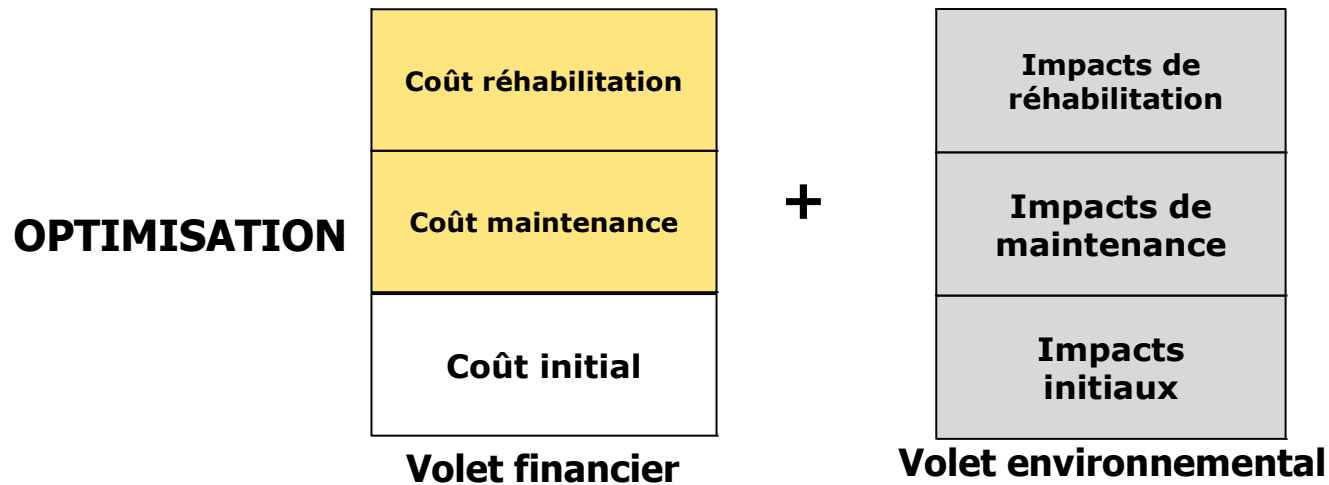 OPTIMISATION
Coût réhabilitation
Coût maintenance
Coût initial
Volet financier
+
Impacts de
réhabilitation
Impacts de
maintenance
Impacts
initiaux
Volet environnemental